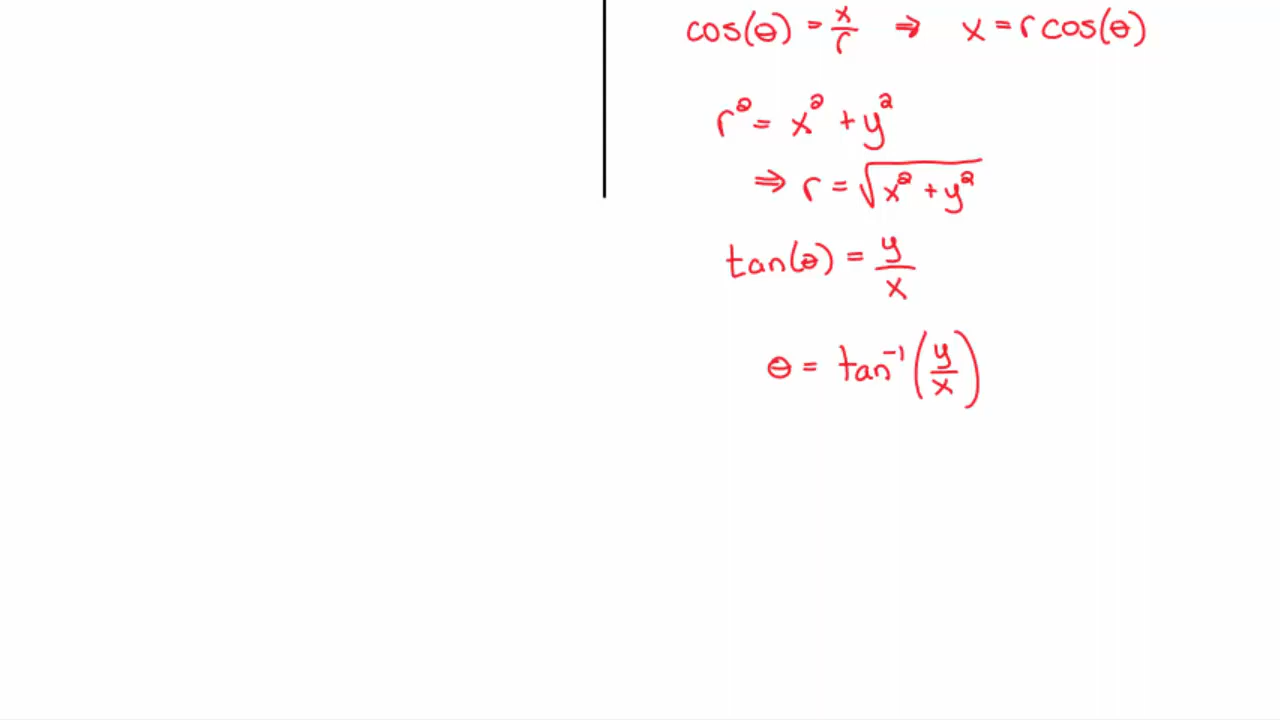 cos(θ) = x/r ⇒ x = r cos(θ)
r² = x² + y²
⇒ r = √(x² + y²)
tan(θ) = y/x
θ = tan⁻¹(y/x)